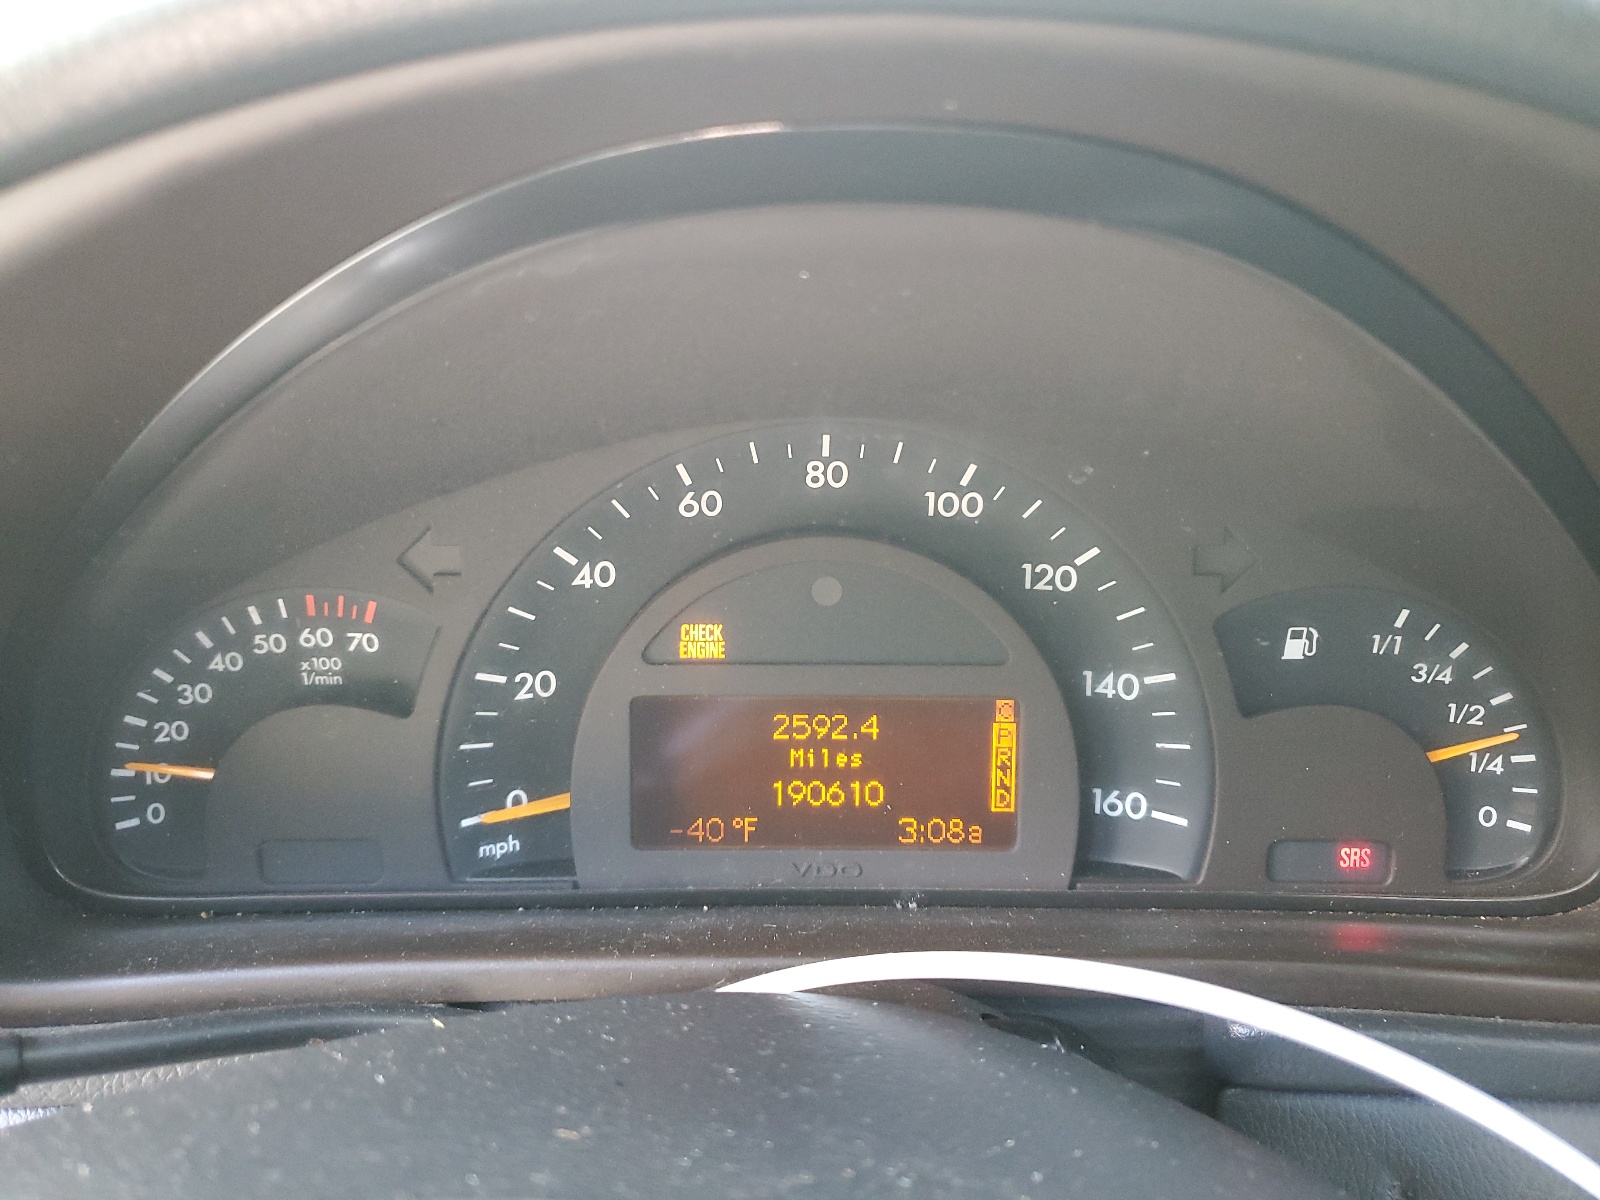 80
60
100
40
120
20
140
0
160
mph
50
60
70
40
x100
1/min
30
20
10
0
CHECK
ENGINE
2592.4
Miles
190610
-40 °F
3:08a
C
P
R
N
D
VDO
1/1
3/4
1/2
1/4
0
SRS